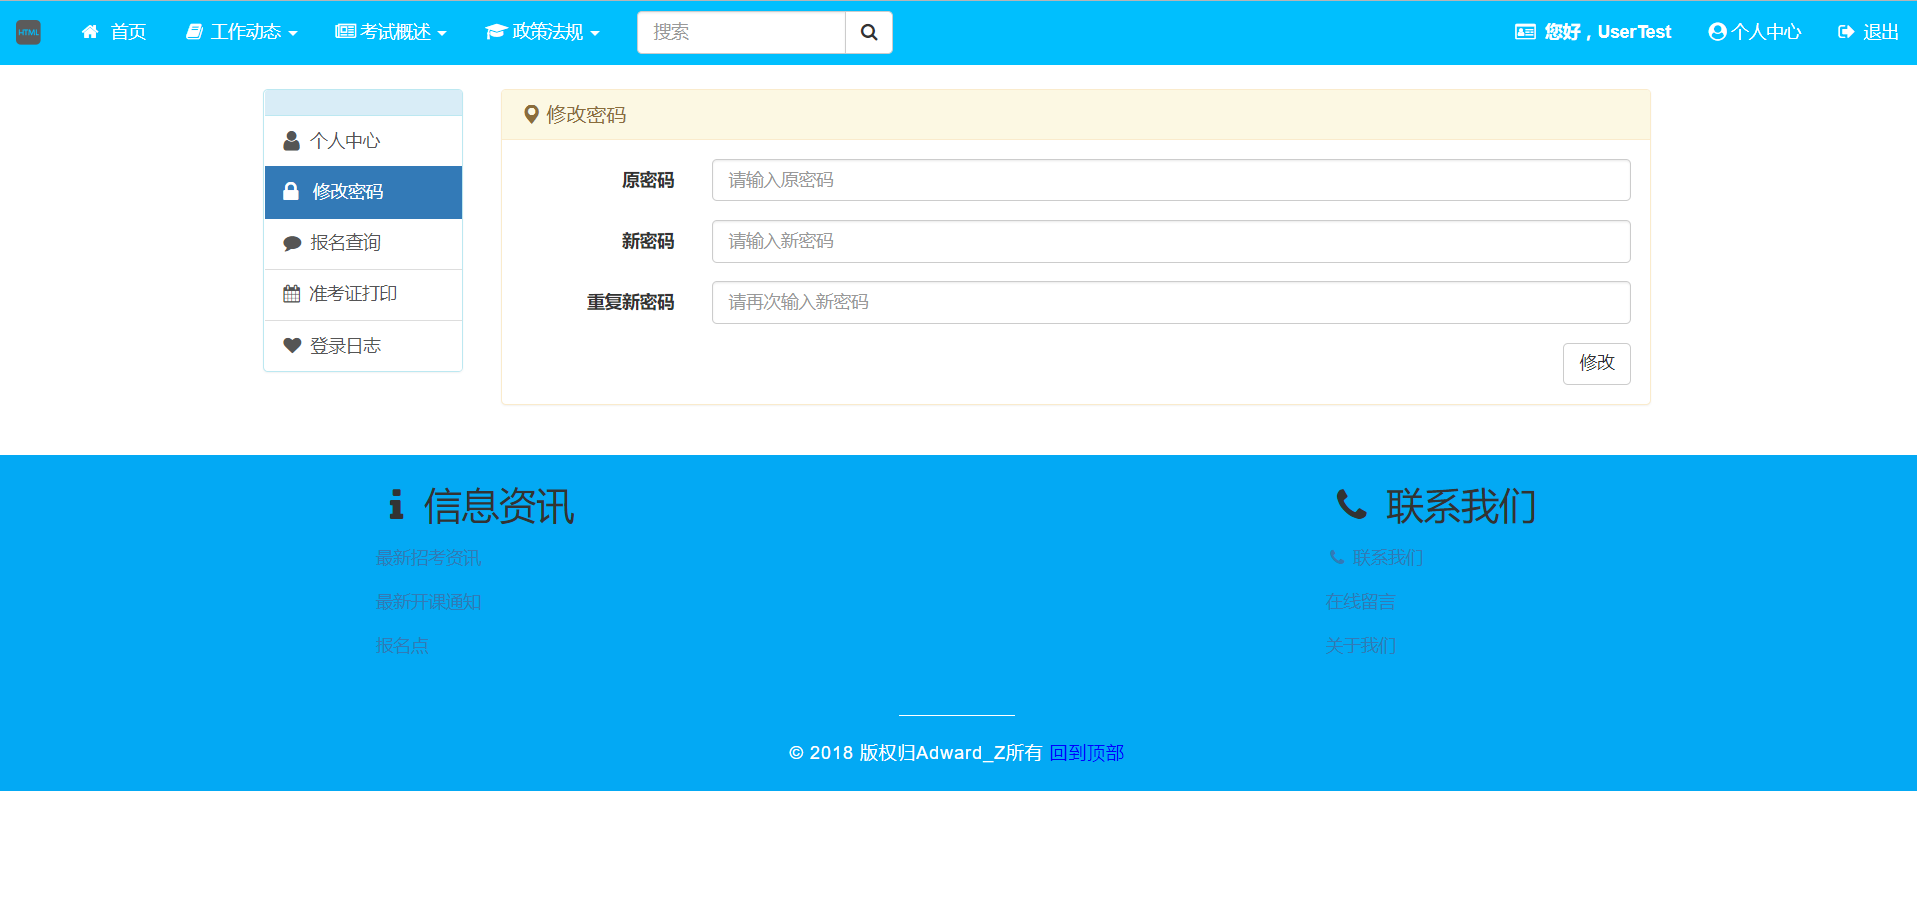 HTML 首页 工作动态 考试概述 政策法规 搜索 您好，UserTest 个人中心 退出
个人中心
修改密码
报名查询
准考证打印
登录日志
修改密码
原密码 请输入原密码
新密码 请输入新密码
重复新密码 请再次输入新密码
修改
信息资讯
最新招考资讯
最新开课通知
报名点
联系我们
联系我们
在线留言
关于我们
© 2018 版权归Adward_Z所有 回到顶部